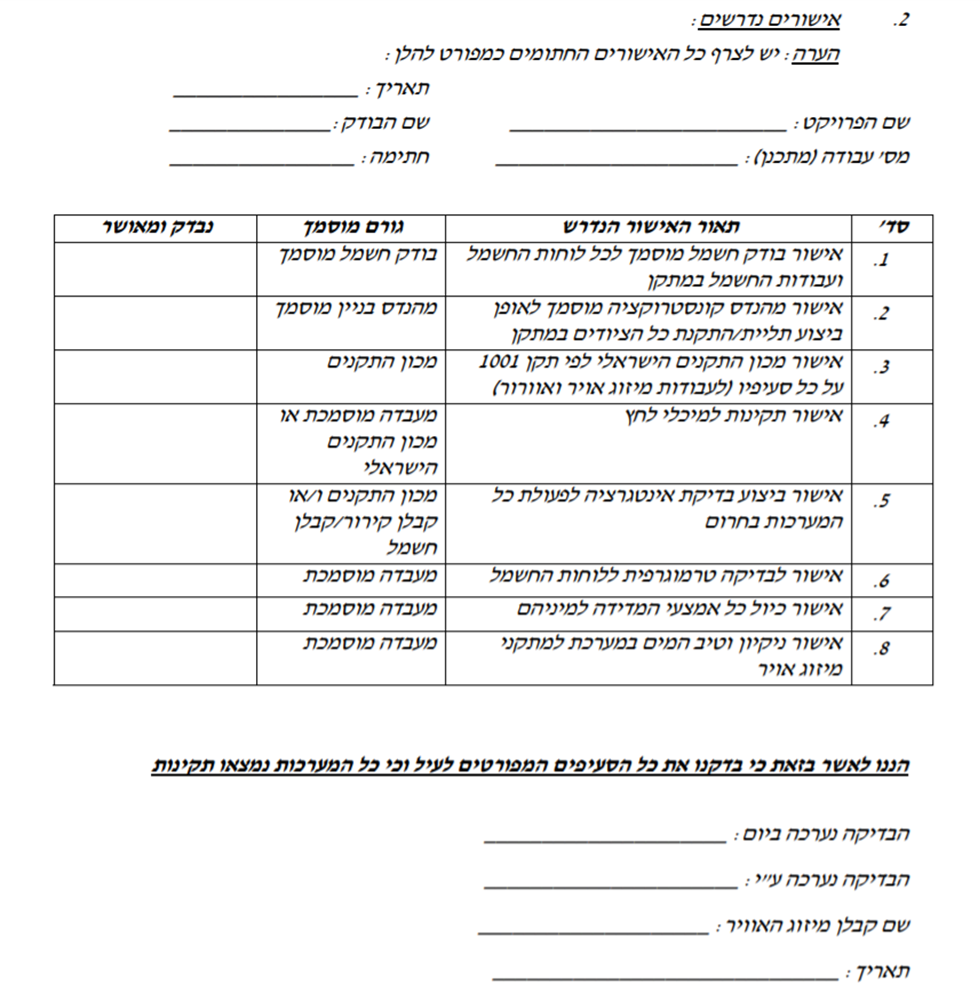 2. אישורים נדרשים :
הערה : יש לצרף כל האישורים החתומים כמפורט להלן :
תאריך : ________________
שם הפרויקט : ________________________ שם הבודק : ______________
מס׳ עבודה (מתכנן) : _____________________ חתימה : ________________
סד׳ תאור האישור הנדרש גורם מוסמך נבדק ומאושר
1. אישור בודק חשמל מוסמך לכל לוחות החשמל בודק חשמל מוסמך
ועבודות החשמל במתקן
2. אישור מהנדס קונסטרוקציה מוסמך לאופן מהנדס בניין מוסמך
ביצוע תליית/התקנת כל הציודים במתקן
3. אישור מכון התקנים הישראלי לפי תקן 1001 מכון התקנים
על כל סעיפיו (לעבודות מיזוג אויר ואוורור)
4. אישור תקינות למיכלי לחץ מעבדה מוסמכת או
מכון התקנים
הישראלי
5. אישור ביצוע בדיקת אינטגרציה לפעולת כל מכון התקנים ו/או
המערכות בחרום קבלן קירור/קבלן
חשמל
6. אישור לבדיקה טרמוגרפית ללוחות החשמל מעבדה מוסמכת
7. אישור כיול כל אמצעי המדידה למיניהם מעבדה מוסמכת
8. אישור ניקיון וטיב המים במערכת למתקני מעבדה מוסמכת
מיזוג אויר
הננו לאשר בזאת כי בדקנו את כל הסעיפים המפורטים לעיל וכי כל המערכות נמצאו תקינות
הבדיקה נערכה ביום : _____________________
הבדיקה נערכה ע״י : ______________________
שם קבלן מיזוג האוויר : ____________________
תאריך : ______________________________